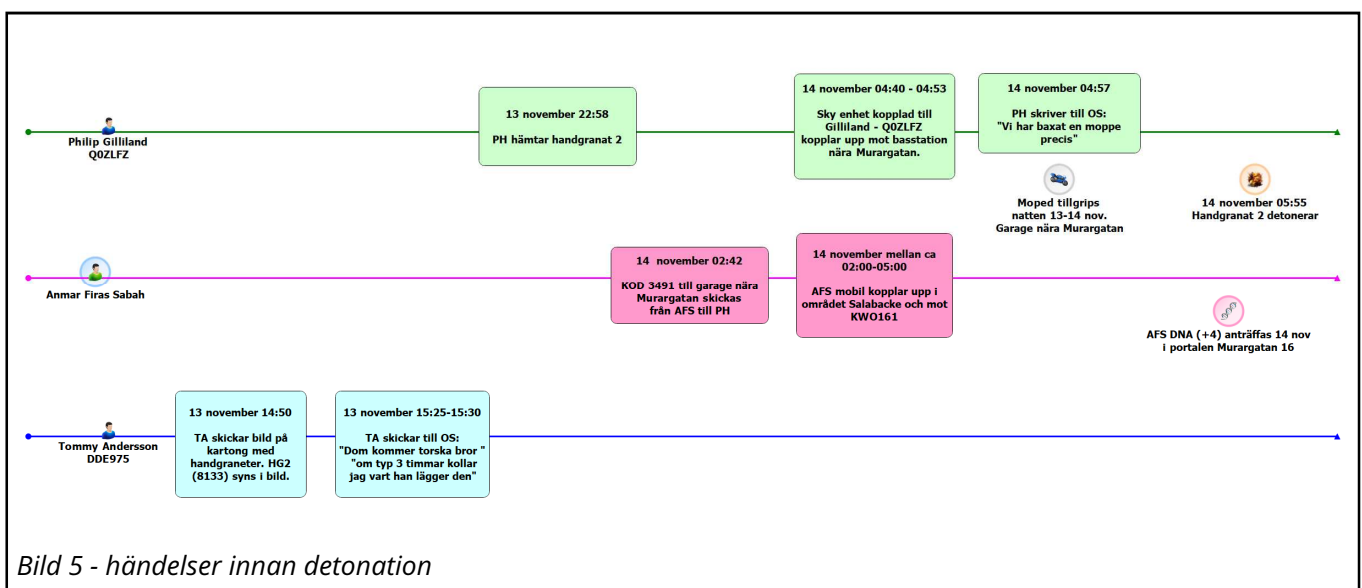 Philip Gilliland
Q0ZLFZ
13 november 22:58
PH hämtar handgranat 2
14 november 04:40 - 04:53
Sky enhet kopplad till
Gilliland - Q0ZLFZ
kopplar upp mot basstation
nära Murargatan.
14 november 04:57
PH skriver till OS:
"Vi har baxat en moppe
precis"
Moped tillgrips
natten 13-14 nov.
Garage nära Murargatan
14 november 05:55
Handgranat 2 detonerar
Anmar Firas Sabah
14  november 02:42
KOD 3491 till garage nära
Murargatan skickas
från AFS till PH
14 november mellan ca
02:00-05:00
AFS mobil kopplar upp i
området Salabacke och mot
KWO161
AFS DNA (+4) anträffas 14 nov
i portalen Murargatan 16
Tommy Andersson
DDE975
13 november 14:50
TA skickar bild på
kartong med
handgraneter. HG2
(8133) syns i bild.
13 november 15:25-15:30
TA skickar till OS:
"Dom kommer torska bror "
"om typ 3 timmar kollar
jag vart han lägger den"
Bild 5 - händelser innan detonation